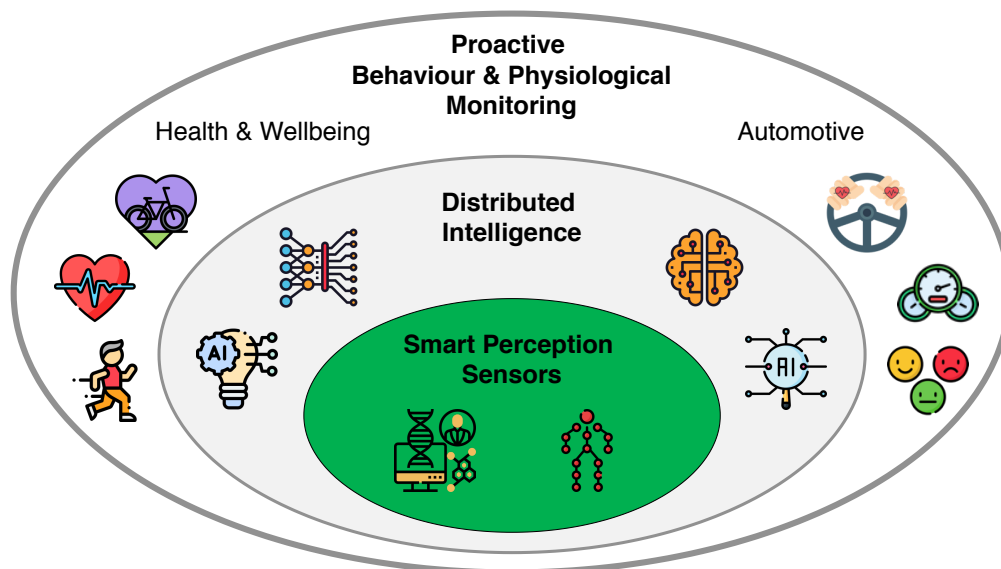 Proactive
Behaviour & Physiological
Monitoring
Health & Wellbeing
Automotive
Distributed
Intelligence
AI
AI
Smart Perception
Sensors